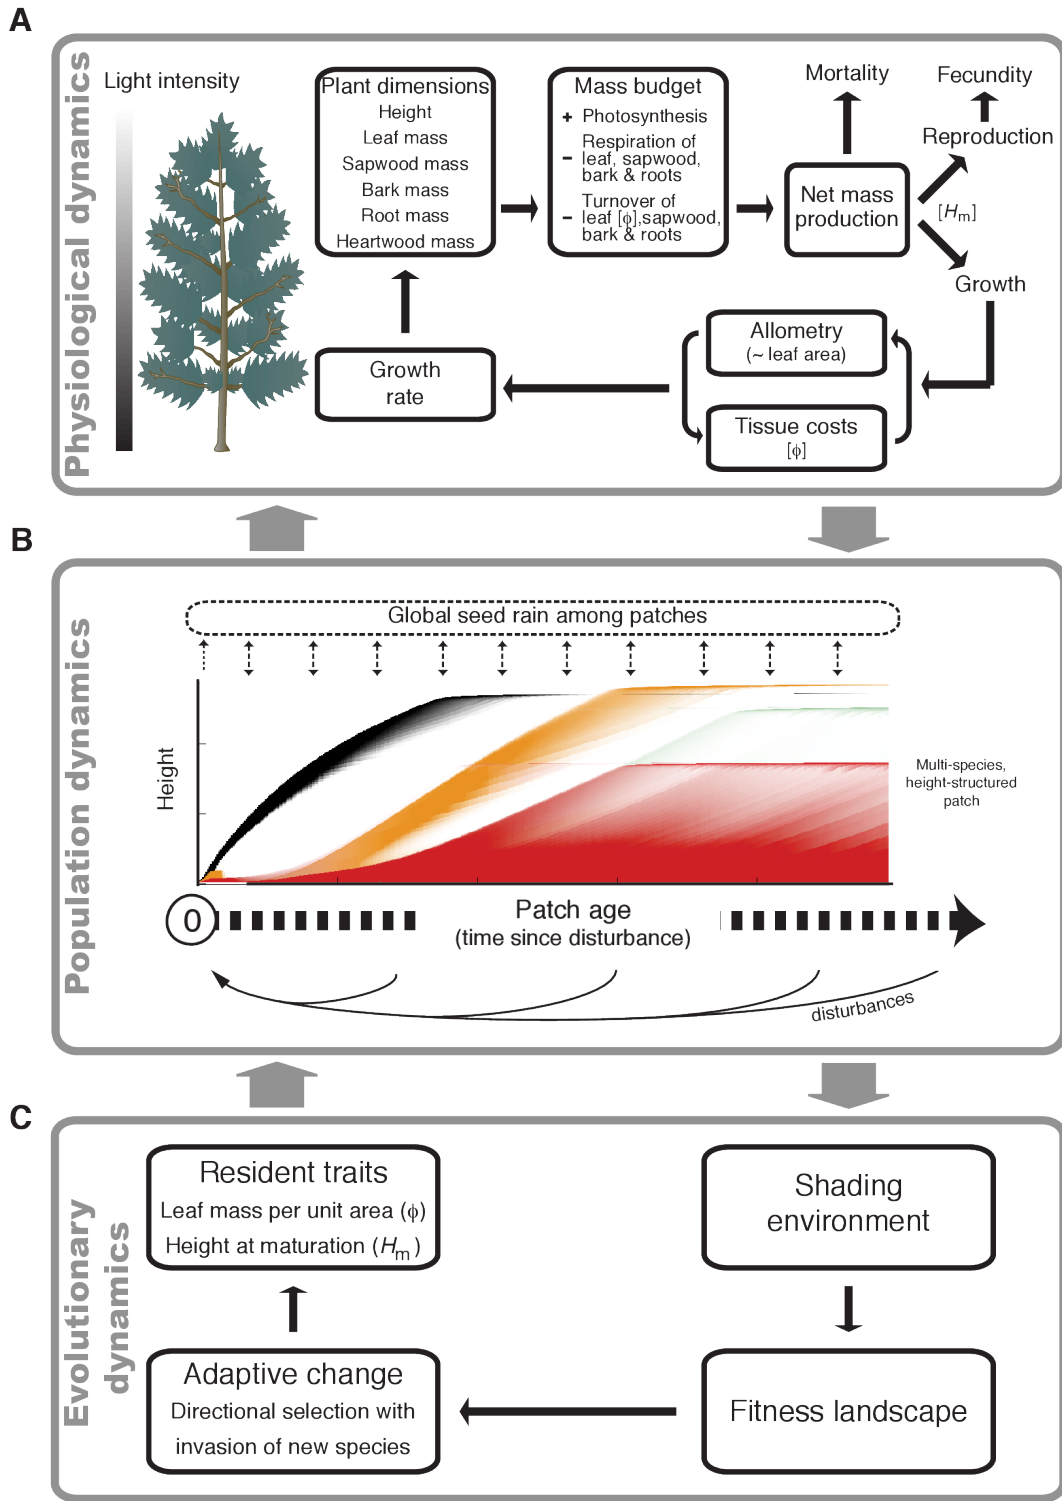 A
Physiological dynamics
Light intensity
Plant dimensions
Height
Leaf mass
Sapwood mass
Bark mass
Root mass
Heartwood mass
Mass budget
+ Photosynthesis
Respiration of
– leaf, sapwood,
bark & roots
Turnover of
– leaf [ϕ],sapwood,
bark & roots
Net mass
production
Mortality
Fecundity
Reproduction
[Hm]
Growth
Allometry
(~ leaf area)
Tissue costs
[ϕ]
Growth
rate
B
Population dynamics
Global seed rain among patches
Height
Multi-species,
height-structured
patch
0
Patch age
(time since disturbance)
disturbances
C
Evolutionary
dynamics
Resident traits
Leaf mass per unit area (ϕ)
Height at maturation (Hm)
Shading
environment
Adaptive change
Directional selection with
invasion of new species
Fitness landscape